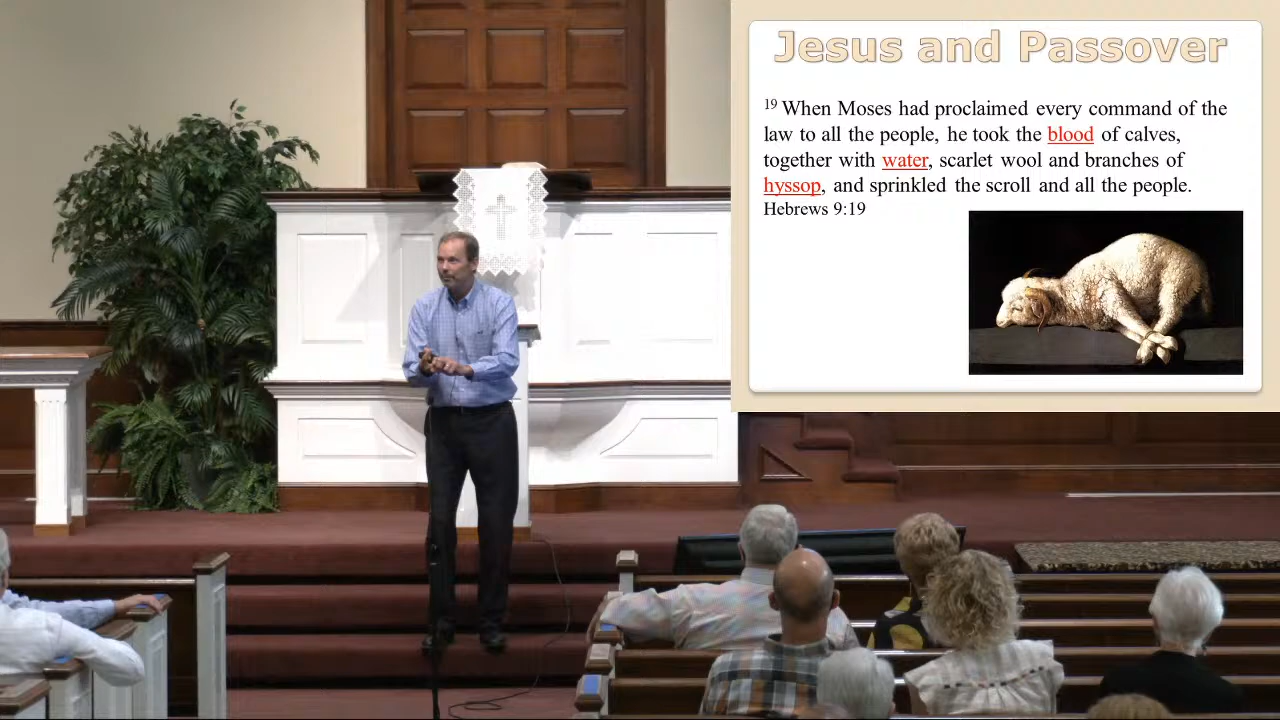 Jesus and Passover
19 When Moses had proclaimed every command of the
law to all the people, he took the blood of calves,
together with water, scarlet wool and branches of
hyssop, and sprinkled the scroll and all the people.
Hebrews 9:19